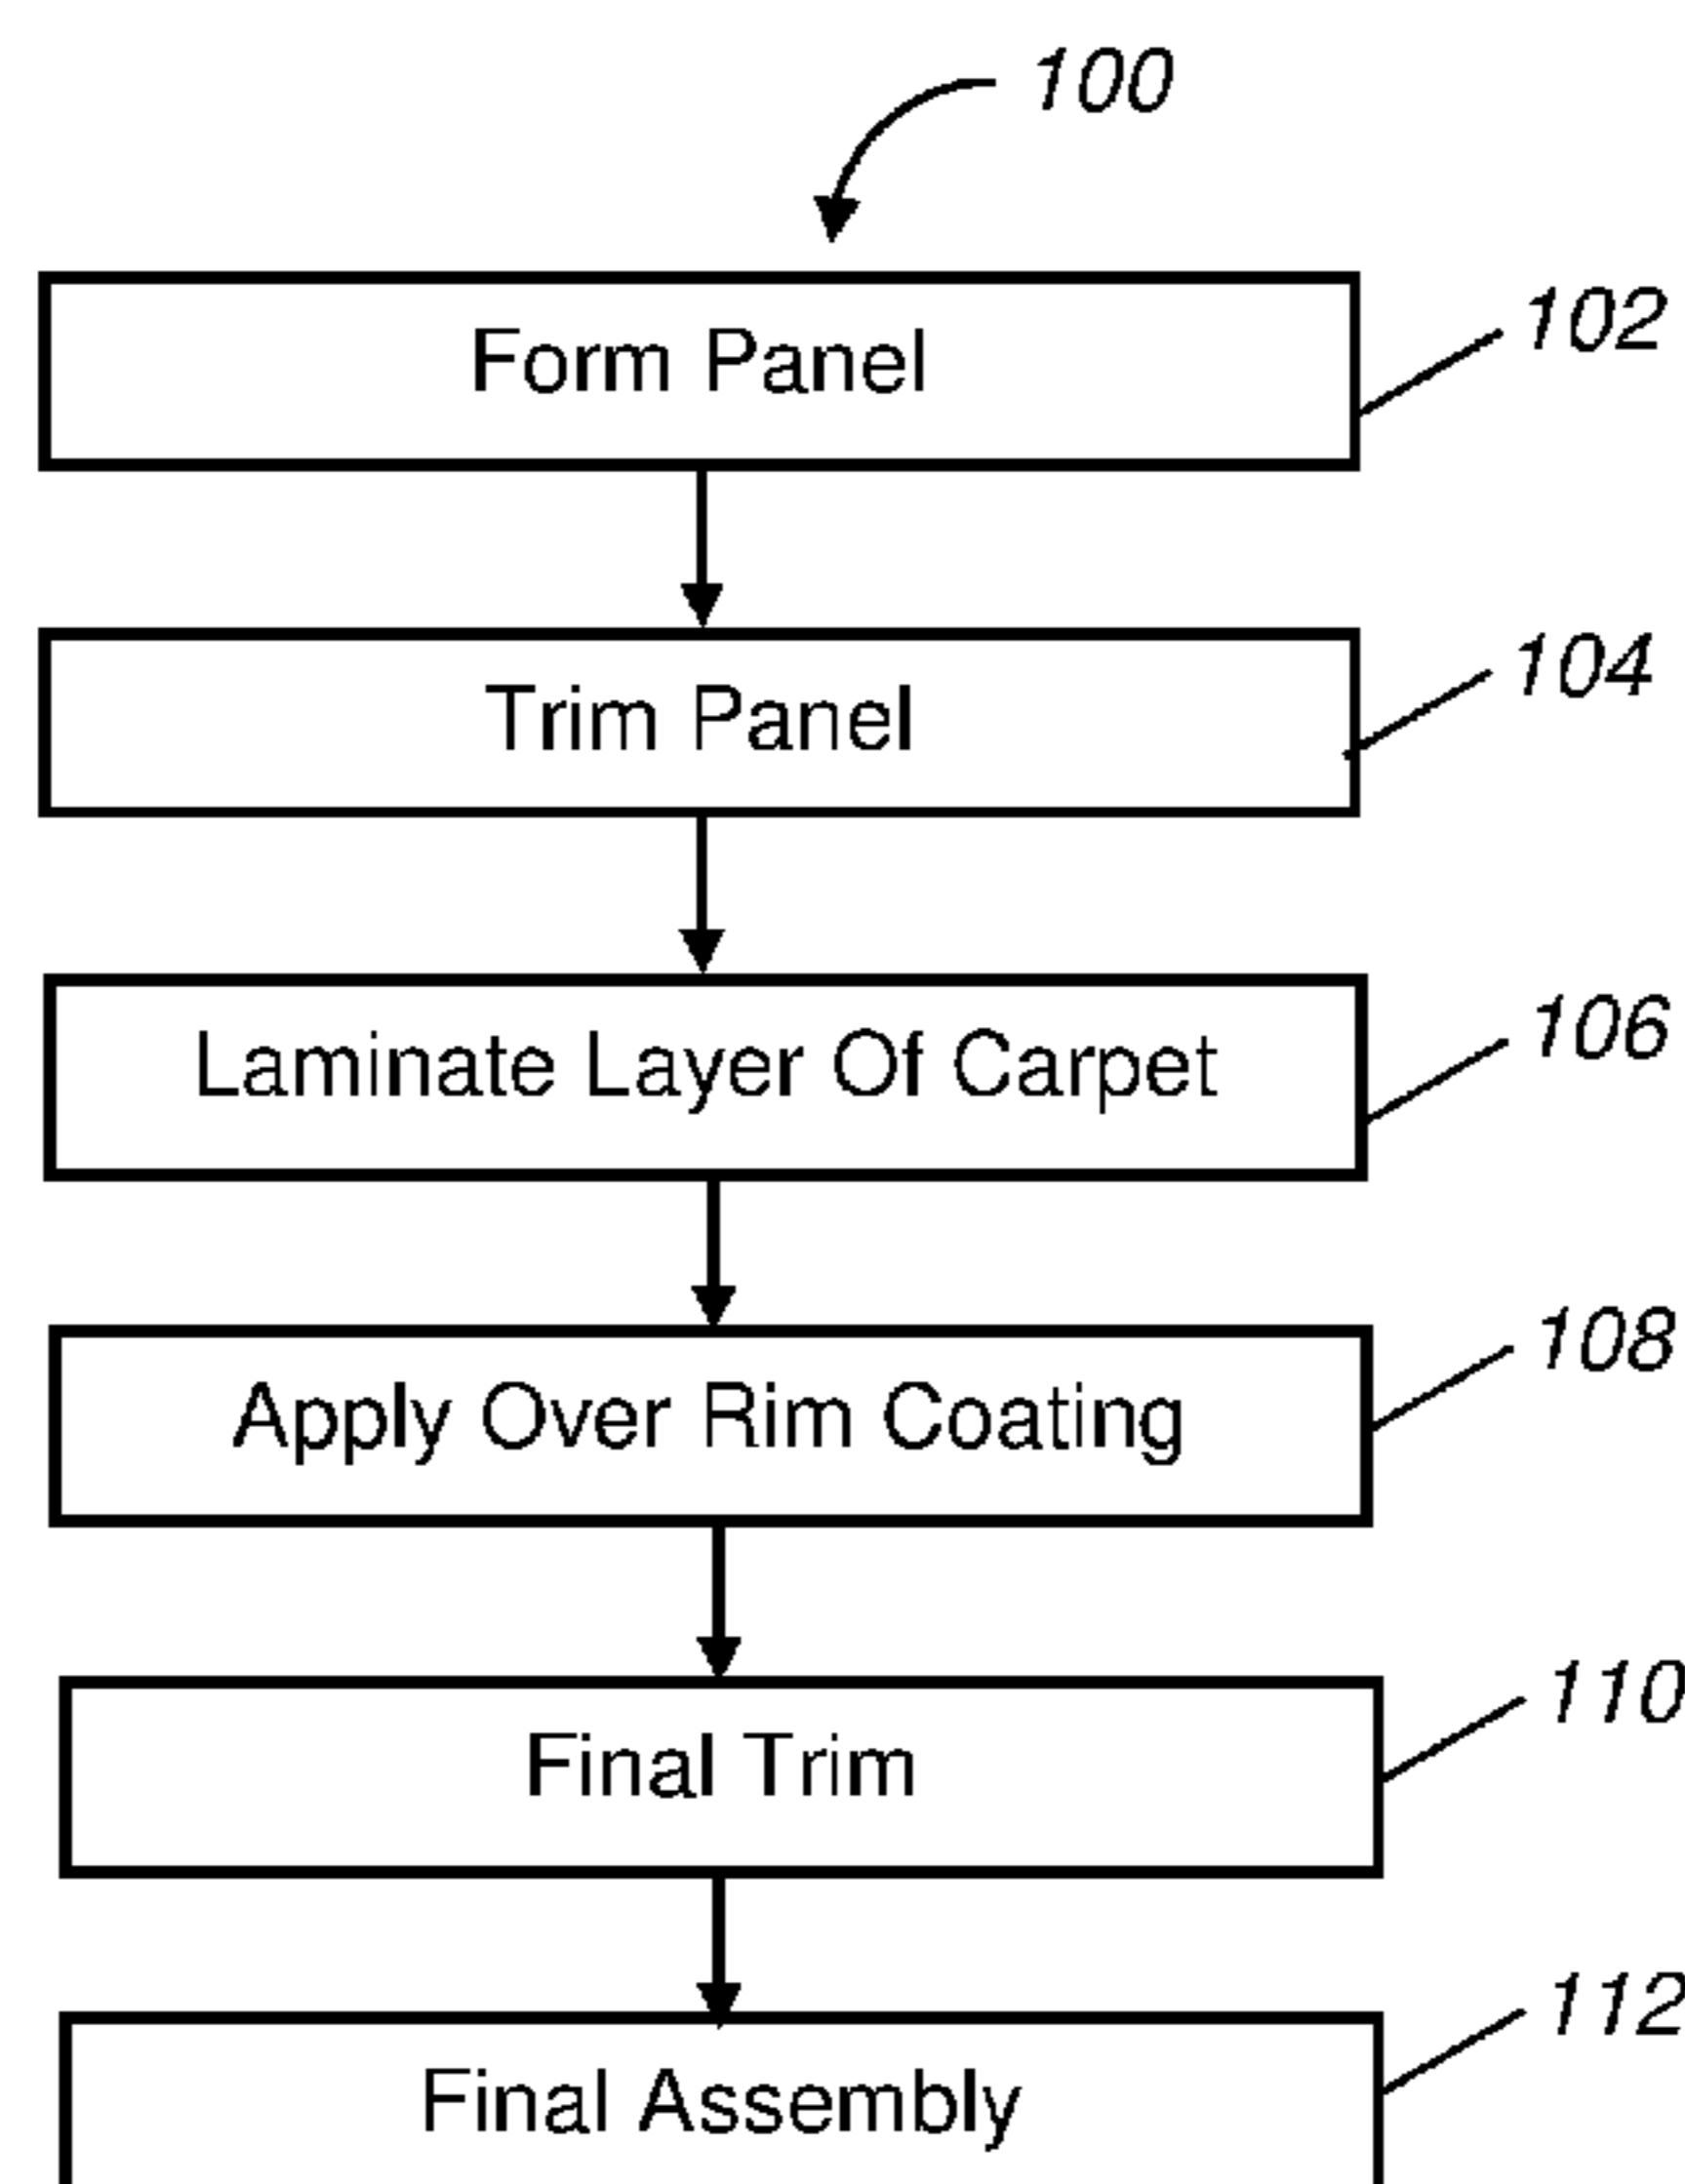 100
Form Panel
102
Trim Panel
104
Laminate Layer Of Carpet
106
Apply Over Rim Coating
108
Final Trim
110
Final Assembly
112